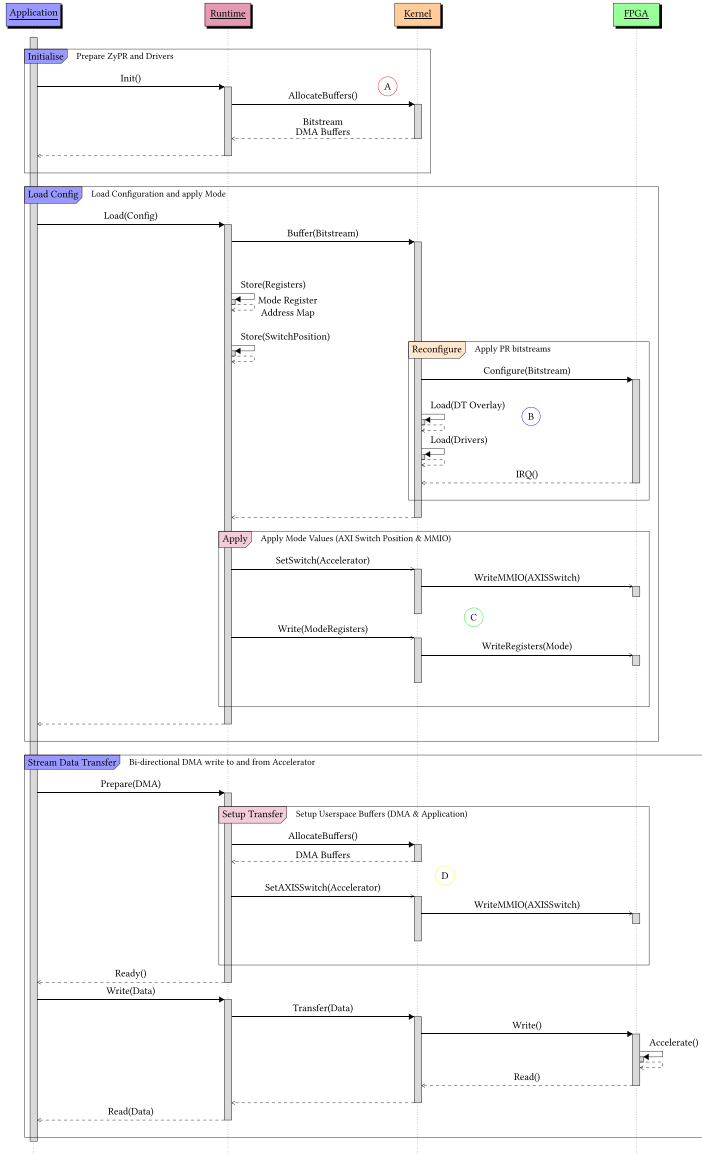 Application
Runtime
Kernel
FPGA
Initialise
Prepare ZyPR and Drivers
Init()
A
AllocateBuffers()
Bitstream
DMA Buffers
Load Config
Load Configuration and apply Mode
Load(Config)
Buffer(Bitstream)
Store(Registers)
Mode Register
Address Map
Store(SwitchPosition)
Reconfigure
Apply PR bitstreams
Configure(Bitstream)
Load(DT Overlay)
B
Load(Drivers)
IRQ()
Apply
Apply Mode Values (AXI Switch Position & MMIO)
SetSwitch(Accelerator)
WriteMMIO(AXISSwitch)
C
Write(ModeRegisters)
WriteRegisters(Mode)
Stream Data Transfer
Bi-directional DMA write to and from Accelerator
Prepare(DMA)
Setup Transfer
Setup Userspace Buffers (DMA & Application)
AllocateBuffers()
DMA Buffers
D
SetAXISSwitch(Accelerator)
WriteMMIO(AXISSwitch)
Ready()
Write(Data)
Transfer(Data)
Write()
Accelerate()
Read()
Read(Data)